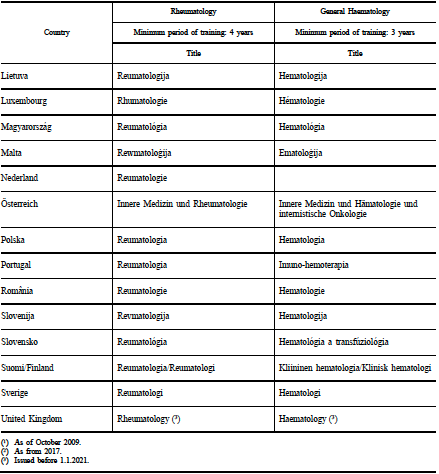 Country
Rheumatology
General Haematology
Minimum period of training: 4 years
Minimum period of training: 3 years
Title
Title
Lietuva
Reumatologija
Hematologija
Luxembourg
Rhumatologie
Hématologie
Magyarország
Reumatológia
Hematológia
Malta
Rewmatoloġija
Ematoloġija
Nederland
Reumatologie
Österreich
Innere Medizin und Rheumatologie
Innere Medizin und Hämatologie und
internistische Onkologie
Polska
Reumatologia
Hematologia
Portugal
Reumatologia
Imuno-hemoterapia
România
Reumatologie
Hematologie
Slovenija
Revmatologija
Hematologija
Slovensko
Reumatológia
Hematológia a transfúziológia
Suomi/Finland
Reumatologia/Reumatologi
Kliininen hematologia/Klinisk hematologi
Sverige
Reumatologi
Hematologi
United Kingdom
Rheumatology (³)
Haematology (³)
(¹) As of October 2009.
(²) As from 2017.
(³) Issued before 1.1.2021.